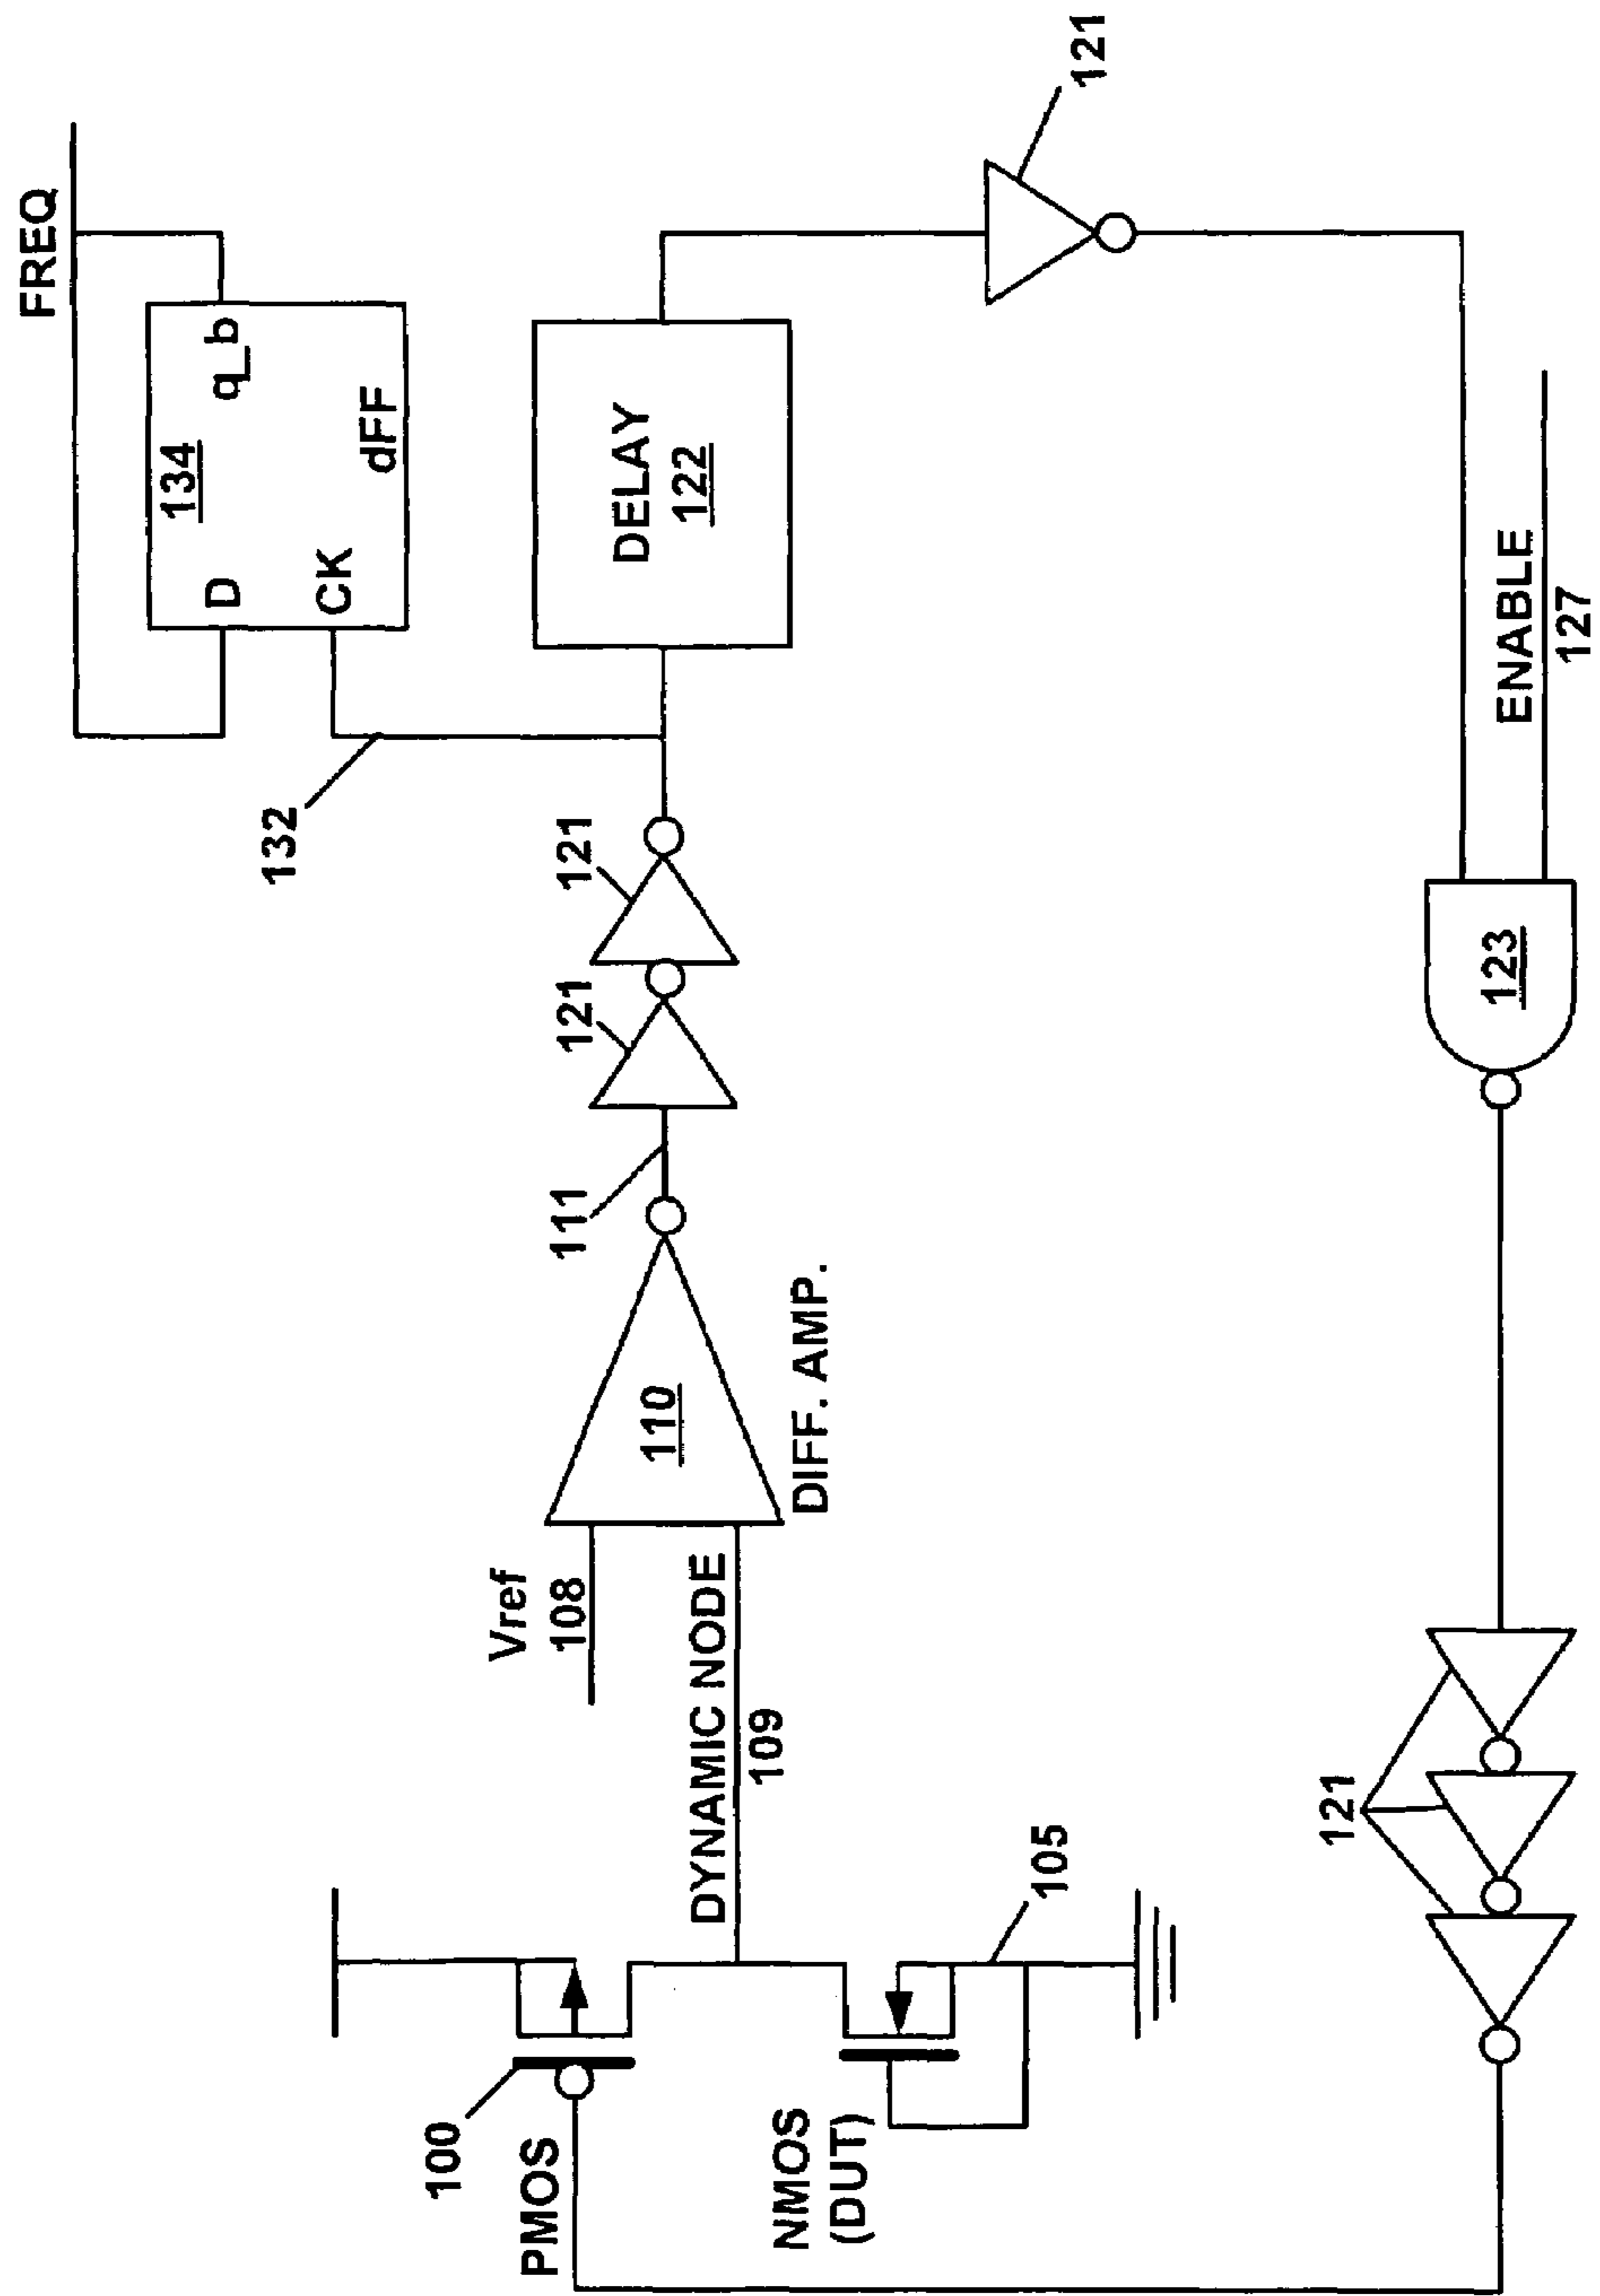 FREQ
134
D
q_b
CK
dFF
132
DELAY
122
121
121
121
111
Vref
108
110
DIFF. AMP.
DYNAMIC NODE
109
100
PMOS
NMOS
(DUT)
105
121
123
ENABLE
127